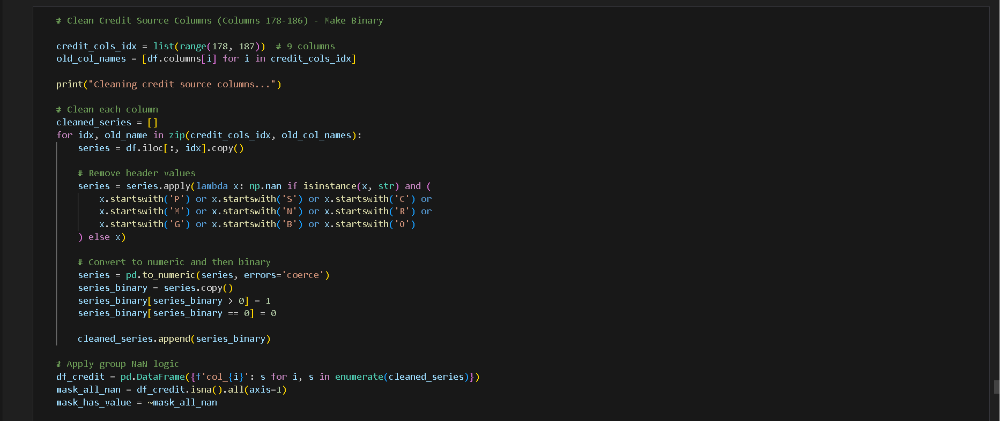 # Clean Credit Source Columns (Columns 178-186) - Make Binary
credit_cols_idx = list(range(178, 187))  # 9 columns
old_col_names = [df.columns[i] for i in credit_cols_idx]
print("Cleaning credit source columns...")
# Clean each column
cleaned_series = []
for idx, old_name in zip(credit_cols_idx, old_col_names):
    series = df.iloc[:, idx].copy()
    # Remove header values
    series = series.apply(lambda x: np.nan if isinstance(x, str) and (
        x.startswith('P') or x.startswith('S') or x.startswith('C') or
        x.startswith('M') or x.startswith('N') or x.startswith('R') or
        x.startswith('G') or x.startswith('B') or x.startswith('O')
    ) else x)
    # Convert to numeric and then binary
    series = pd.to_numeric(series, errors='coerce')
    series_binary = series.copy()
    series_binary[series_binary > 0] = 1
    series_binary[series_binary == 0] = 0
    cleaned_series.append(series_binary)
# Apply group NaN logic
df_credit = pd.DataFrame({f'col_{i}': s for i, s in enumerate(cleaned_series)})
mask_all_nan = df_credit.isna().all(axis=1)
mask_has_value = ~mask_all_nan